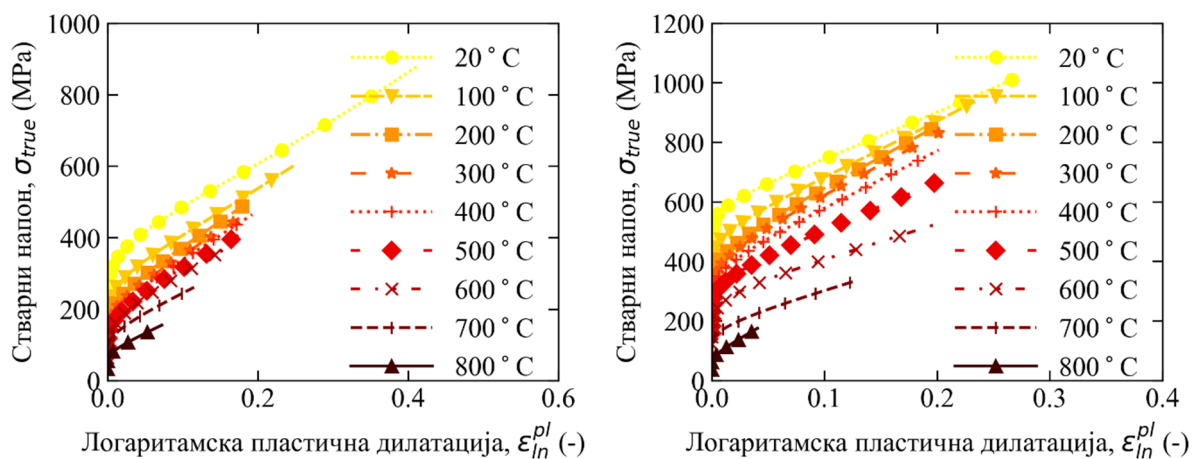 1000
800
600
400
200
0
0.0 0.2 0.4 0.6
Стварни напон, σtrue (MPa)
Логаритамска пластична дилатација, εlnpl (-)
20°C
100°C
200°C
300°C
400°C
500°C
600°C
700°C
800°C
1200
1000
800
600
400
200
0
0.0 0.1 0.2 0.3 0.4
Стварни напон, σtrue (MPa)
Логаритамска пластична дилатација, εlnpl (-)
20°C
100°C
200°C
300°C
400°C
500°C
600°C
700°C
800°C